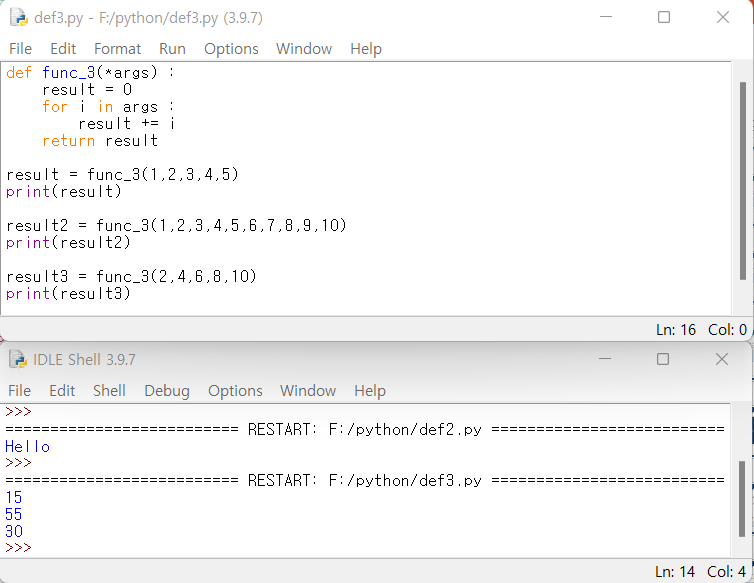 def3.py - F:/python/def3.py (3.9.7)
File Edit Format Run Options Window Help
def func_3(*args) :
    result = 0
    for i in args :
        result += i
    return result
result = func_3(1,2,3,4,5)
print(result)
result2 = func_3(1,2,3,4,5,6,7,8,9,10)
print(result2)
result3 = func_3(2,4,6,8,10)
print(result3)
Ln: 16 Col: 0
IDLE Shell 3.9.7
File Edit Shell Debug Options Window Help
>>>
========================== RESTART: F:/python/def2.py ==========================
Hello
>>>
========================== RESTART: F:/python/def3.py ==========================
15
55
30
>>>
Ln: 14 Col: 4